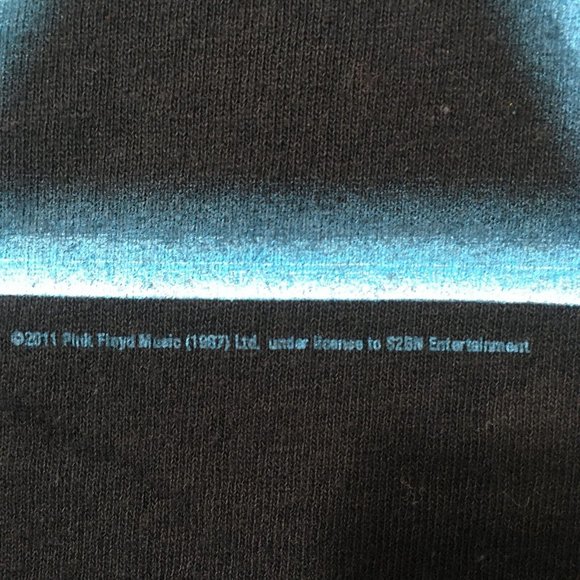 ©2011 Pink Floyd Music (1987) Ltd. under license to S2BN Entertainment